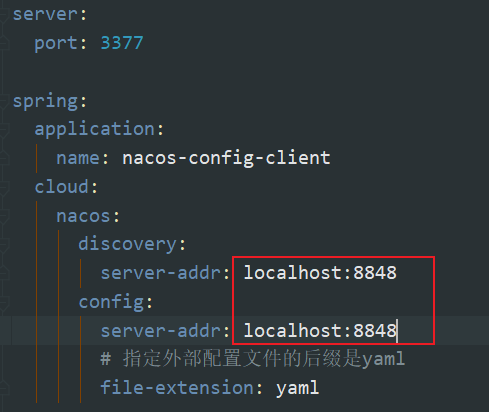 server:
port: 3377
spring:
application:
name: nacos-config-client
cloud:
nacos:
discovery:
server-addr: localhost:8848
config:
server-addr: localhost:8848
# 指定外部配置文件的后缀是yaml
file-extension: yaml